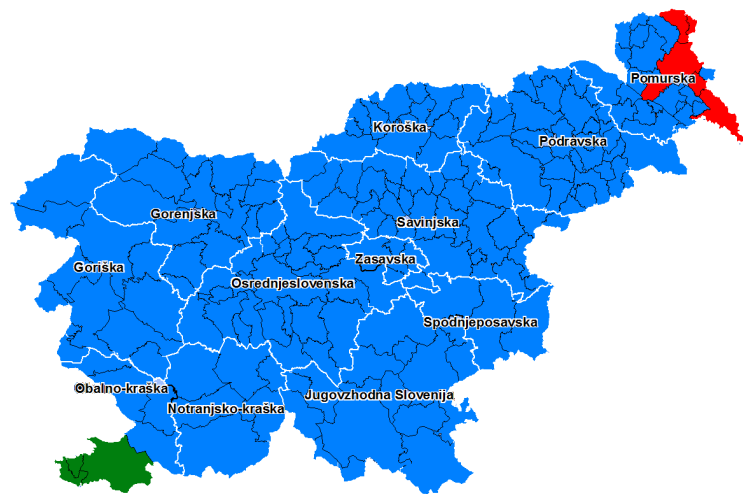 Pomurska
Koroška
Podravska
Gorenjska
Savinjska
Zasavska
Goriška
Osrednjeslovenska
Spodnjeposavska
Obalno-kraška
Jugovzhodna Slovenija
Notranjsko-kraška